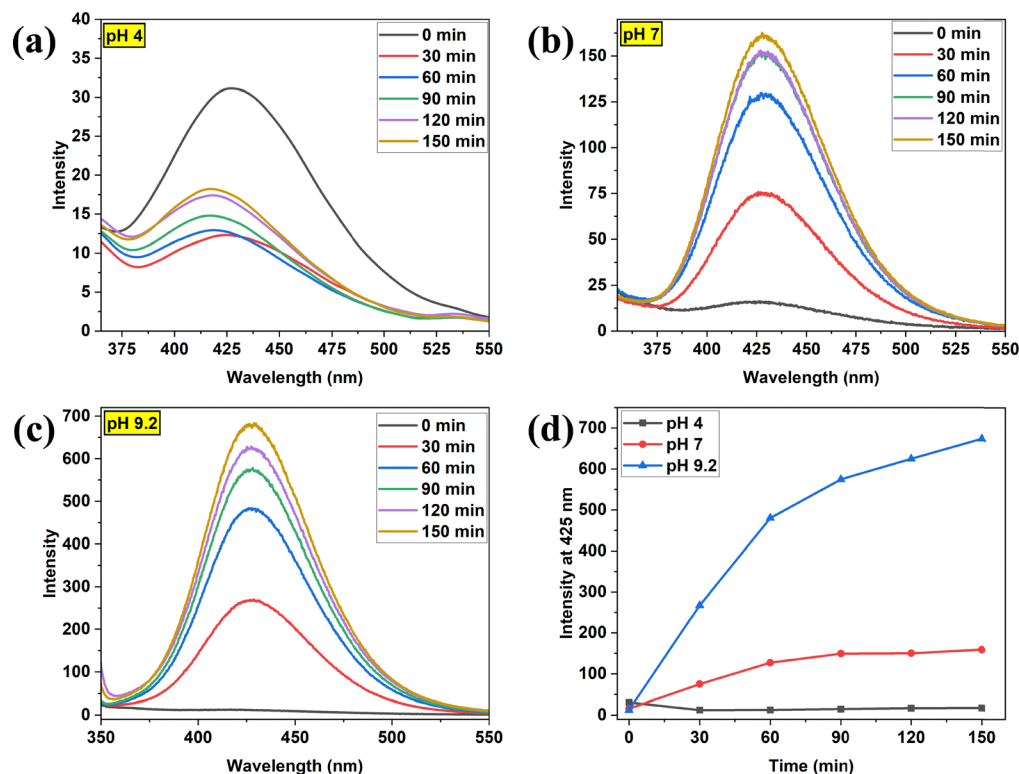 (a)
pH 4
40
35
30
25
20
15
10
5
0
Intensity
375 400 425 450 475 500 525 550
Wavelength (nm)
0 min
30 min
60 min
90 min
120 min
150 min
(b)
pH 7
150
125
100
75
50
25
0
Intensity
375 400 425 450 475 500 525 550
Wavelength (nm)
0 min
30 min
60 min
90 min
120 min
150 min
(c)
pH 9.2
700
600
500
400
300
200
100
0
Intensity
350 400 450 500 550
Wavelength (nm)
0 min
30 min
60 min
90 min
120 min
150 min
(d)
pH 4
pH 7
pH 9.2
700
600
500
400
300
200
100
0
Intensity at 425 nm
0 30 60 90 120 150
Time (min)